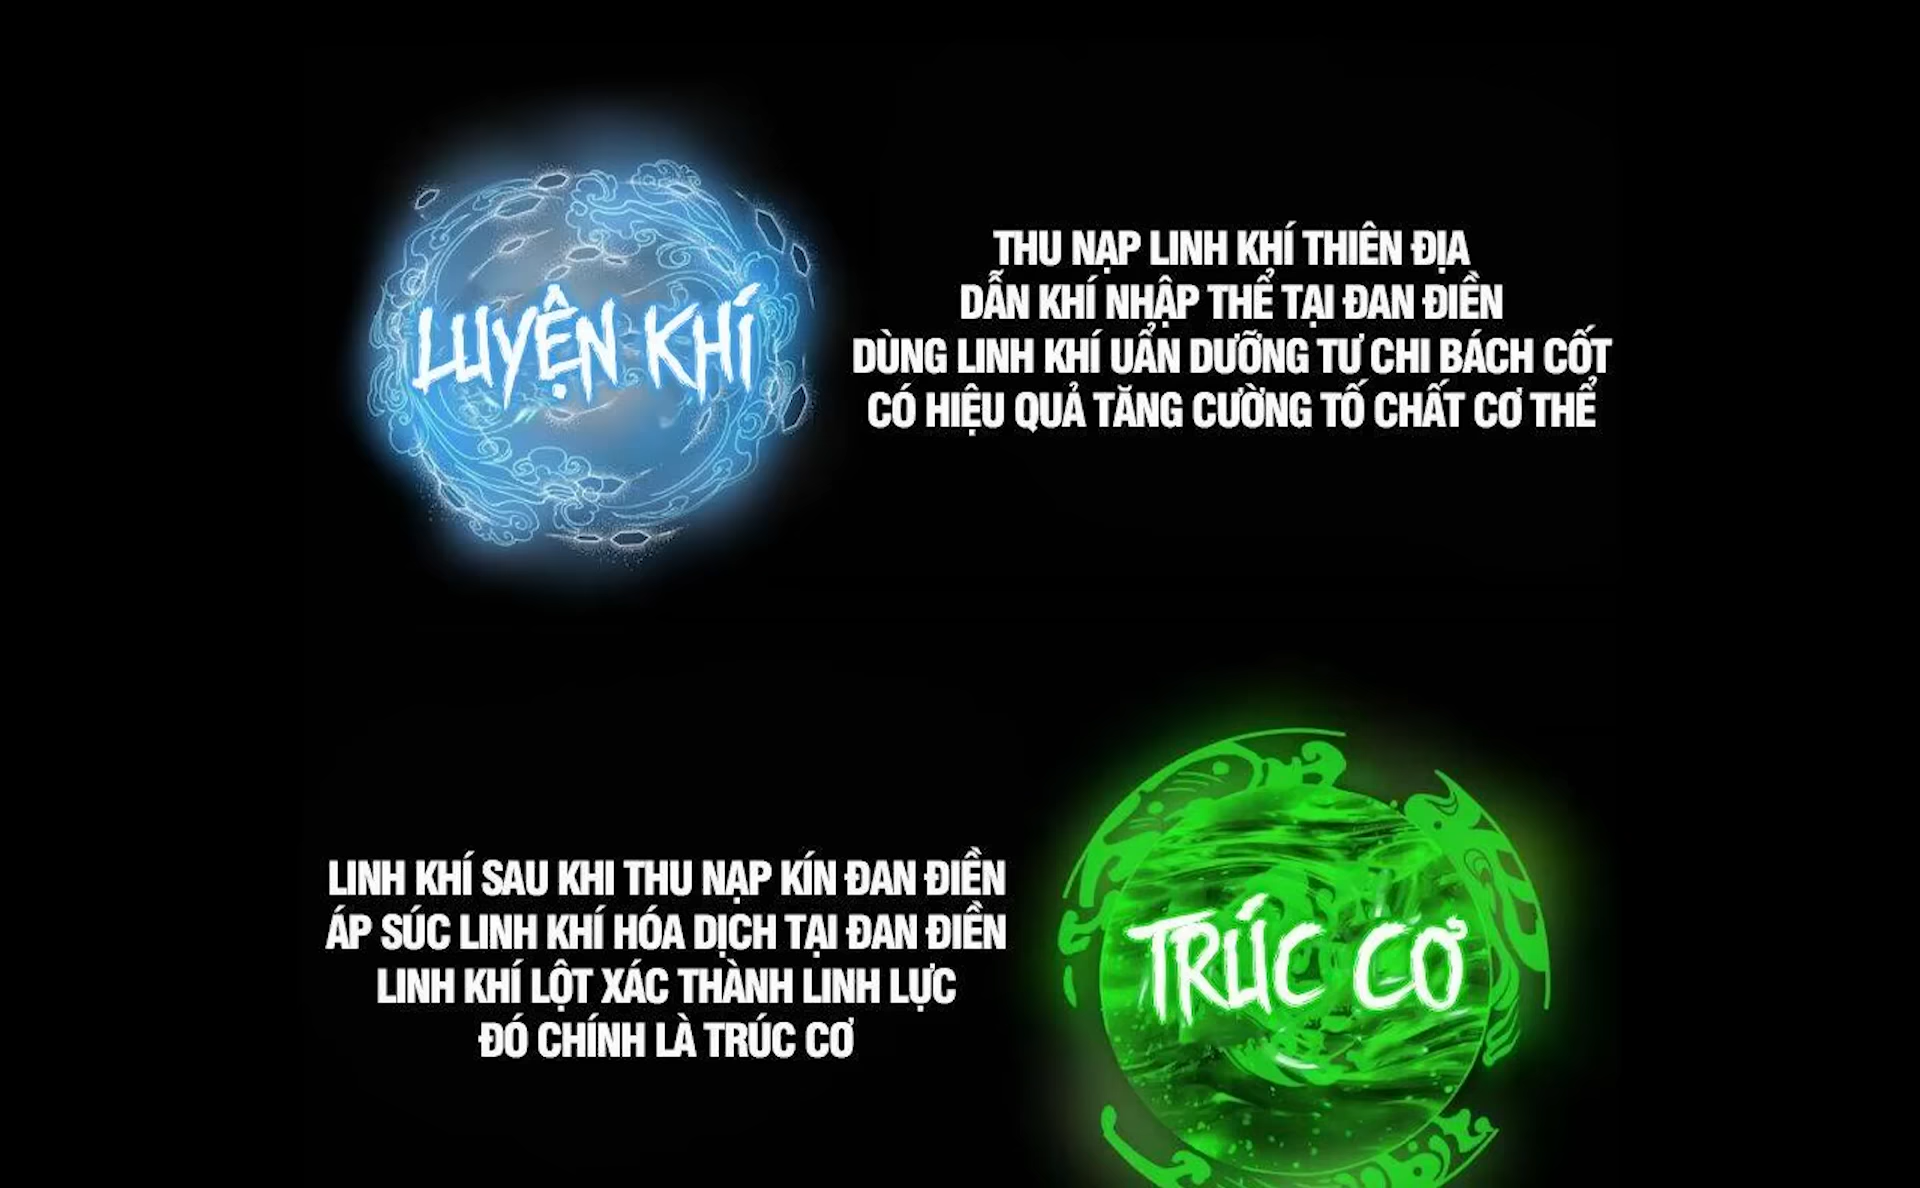 LUYỆN KHÍ
THU NẠP LINH KHÍ THIÊN ĐỊA
DẪN KHÍ NHẬP THỂ TẠI ĐAN ĐIỀN
DÙNG LINH KHÍ UẨN DƯỠNG TƯ CHI BÁCH CỐT
CÓ HIỆU QUẢ TĂNG CƯỜNG TỐ CHẤT CƠ THỂ
LINH KHÍ SAU KHI THU NẠP KÍN ĐAN ĐIỀN
ÁP SÚC LINH KHÍ HÓA DỊCH TẠI ĐAN ĐIỀN
LINH KHÍ LỘT XÁC THÀNH LINH LỰC
ĐÓ CHÍNH LÀ TRÚC CƠ
TRÚC CƠ